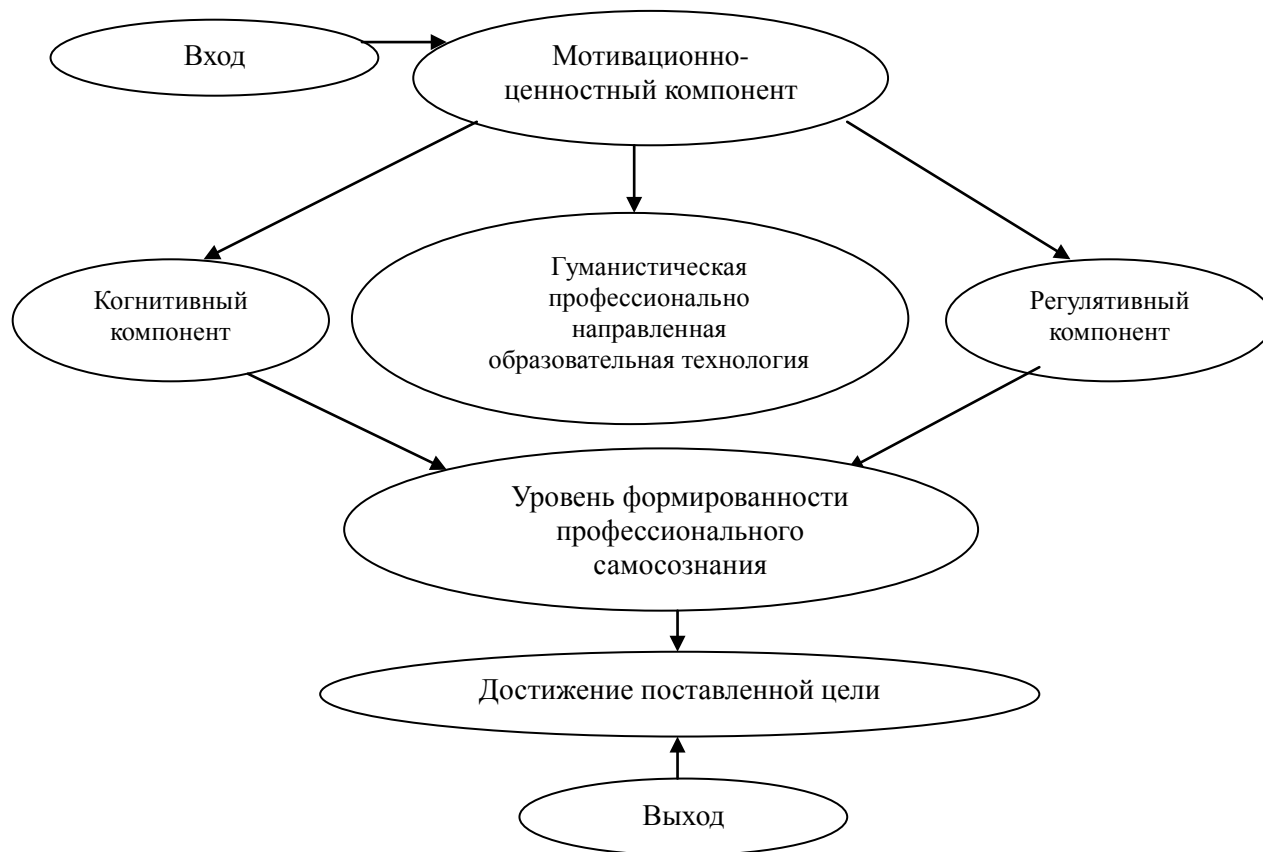 Вход
Мотивационно-
ценностный компонент
Гуманистическая
профессионально
направленная
образовательная технология
Когнитивный
компонент
Регулятивный
компонент
Уровень формированности
профессионального
самосознания
Достижение поставленной цели
Выход